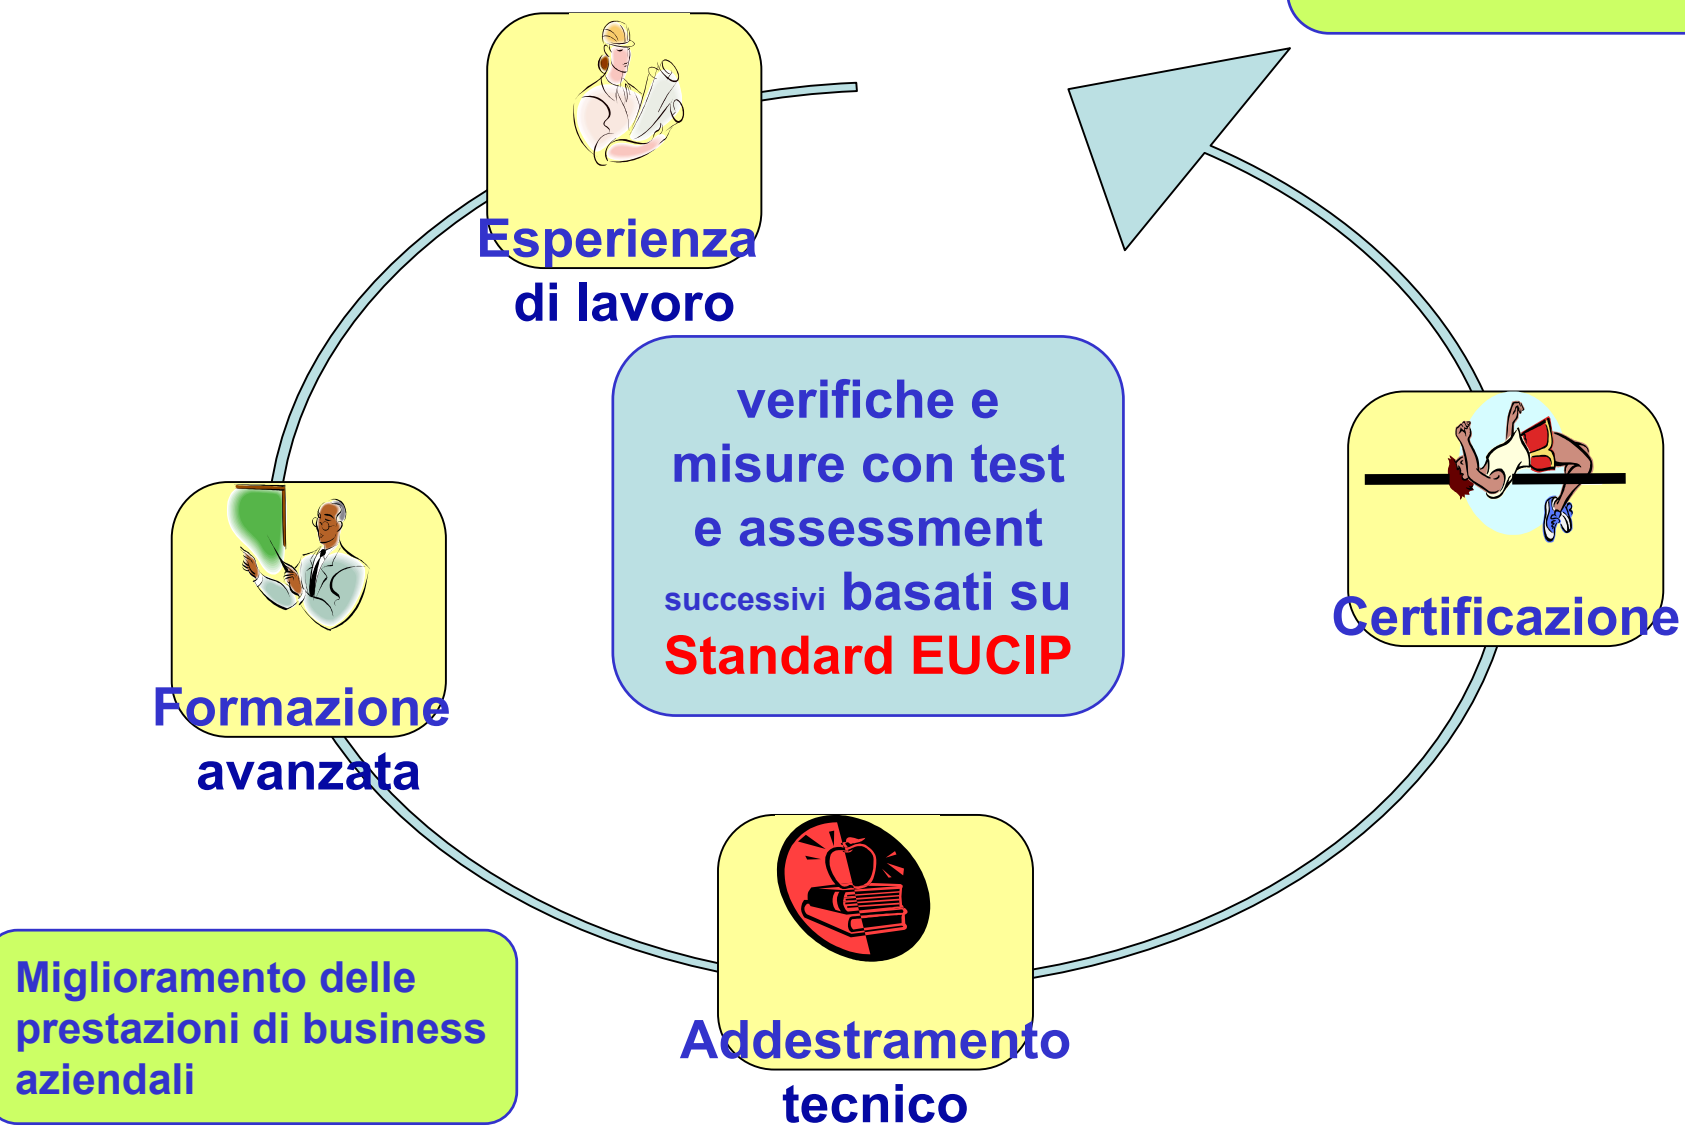 Esperienza
di lavoro
verifiche e
misure con test
e assessment
successivi basati su
Standard EUCIP
Certificazione
Formazione
avanzata
Addestramento
tecnico
Miglioramento delle
prestazioni di business
aziendali